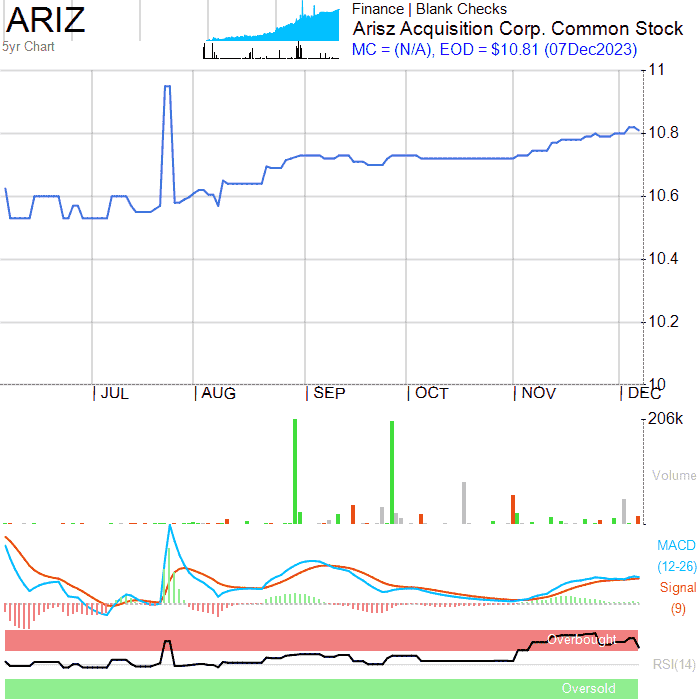 ARIZ
5yr Chart
Finance | Blank Checks
Arisz Acquisition Corp. Common Stock
MC = (N/A), EOD = $10.81 (07Dec2023)
11
10.8
10.6
10.4
10.2
10
JUL AUG SEP OCT NOV DEC
206k
Volume
MACD
(12-26)
Signal
(9)
Overbought
RSI(14)
Oversold